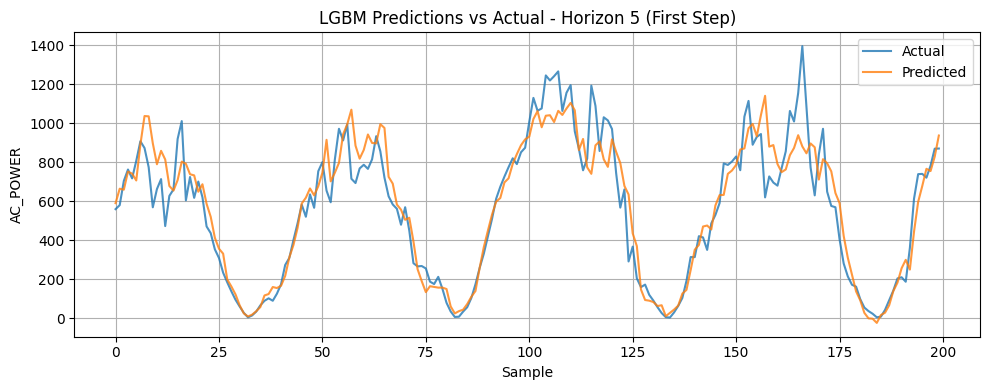 LGBM Predictions vs Actual - Horizon 5 (First Step)
Actual
Predicted
1400
1200
1000
800
600
400
200
0
AC_POWER
0 25 50 75 100 125 150 175 200
Sample